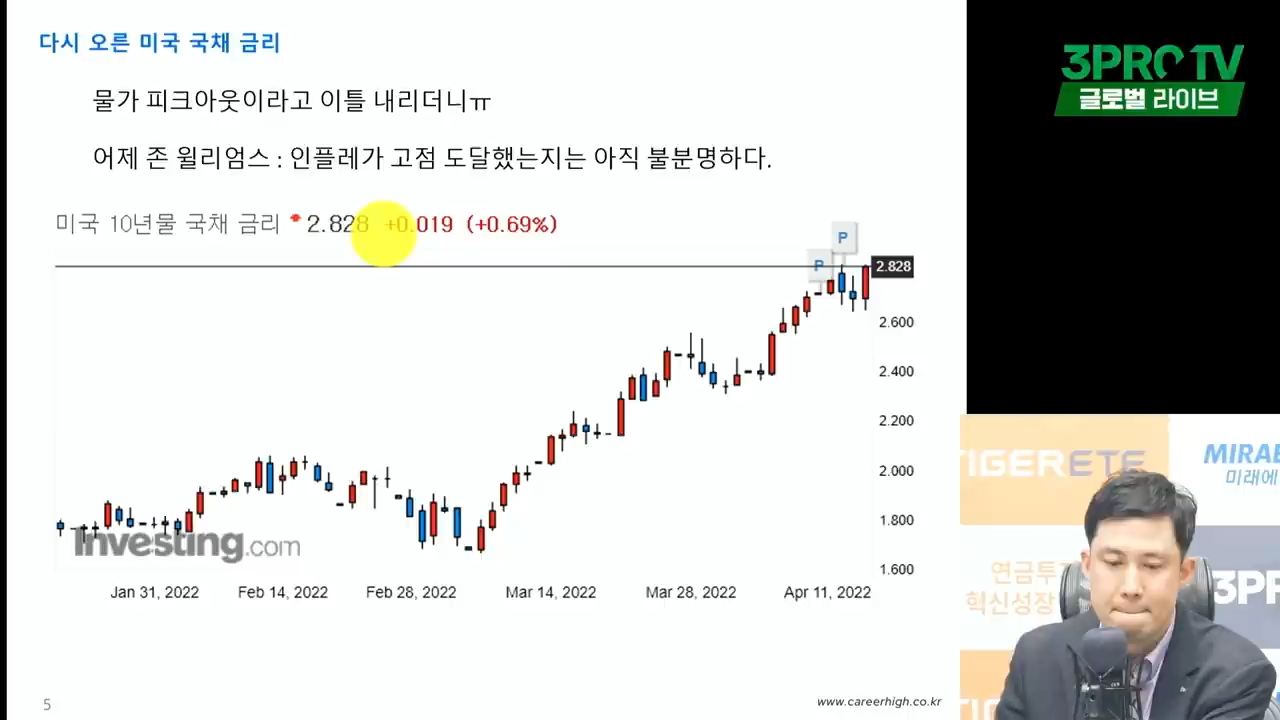 다시 오른 미국 국채 금리
물가 피크아웃이라고 이틀 내리더니ㅠ
어제 존 윌리엄스 : 인플레가 고점 도달했는지는 아직 불분명하다.
미국 10년물 국채 금리 2.828 +0.019 (+0.69%)
P
P
2.828
2.600
2.400
2.200
2.000
1.800
1.600
Investing.com
Jan 31, 2022 Feb 14, 2022 Feb 28, 2022 Mar 14, 2022 Mar 28, 2022 Apr 11, 2022
5
www.careerhigh.co.kr
3PRO TV
글로벌 라이브
TIGERETF
MIRAE
미래에
연금투
혁신성장
3PR